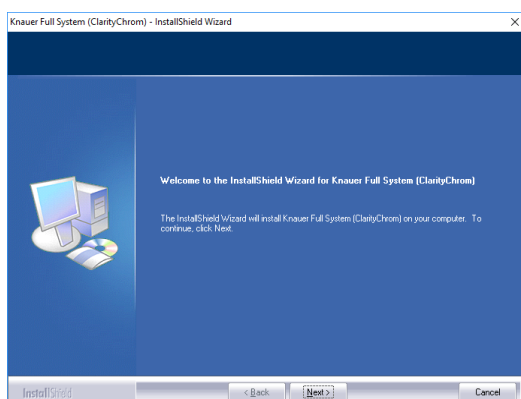 Knauer Full System (ClarityChrom) - InstallShield Wizard
Welcome to the InstallShield Wizard for Knauer Full System (ClarityChrom)
The InstallShield Wizard will install Knauer Full System (ClarityChrom) on your computer. To
continue, click Next.
InstallShield
< Back
Next >
Cancel